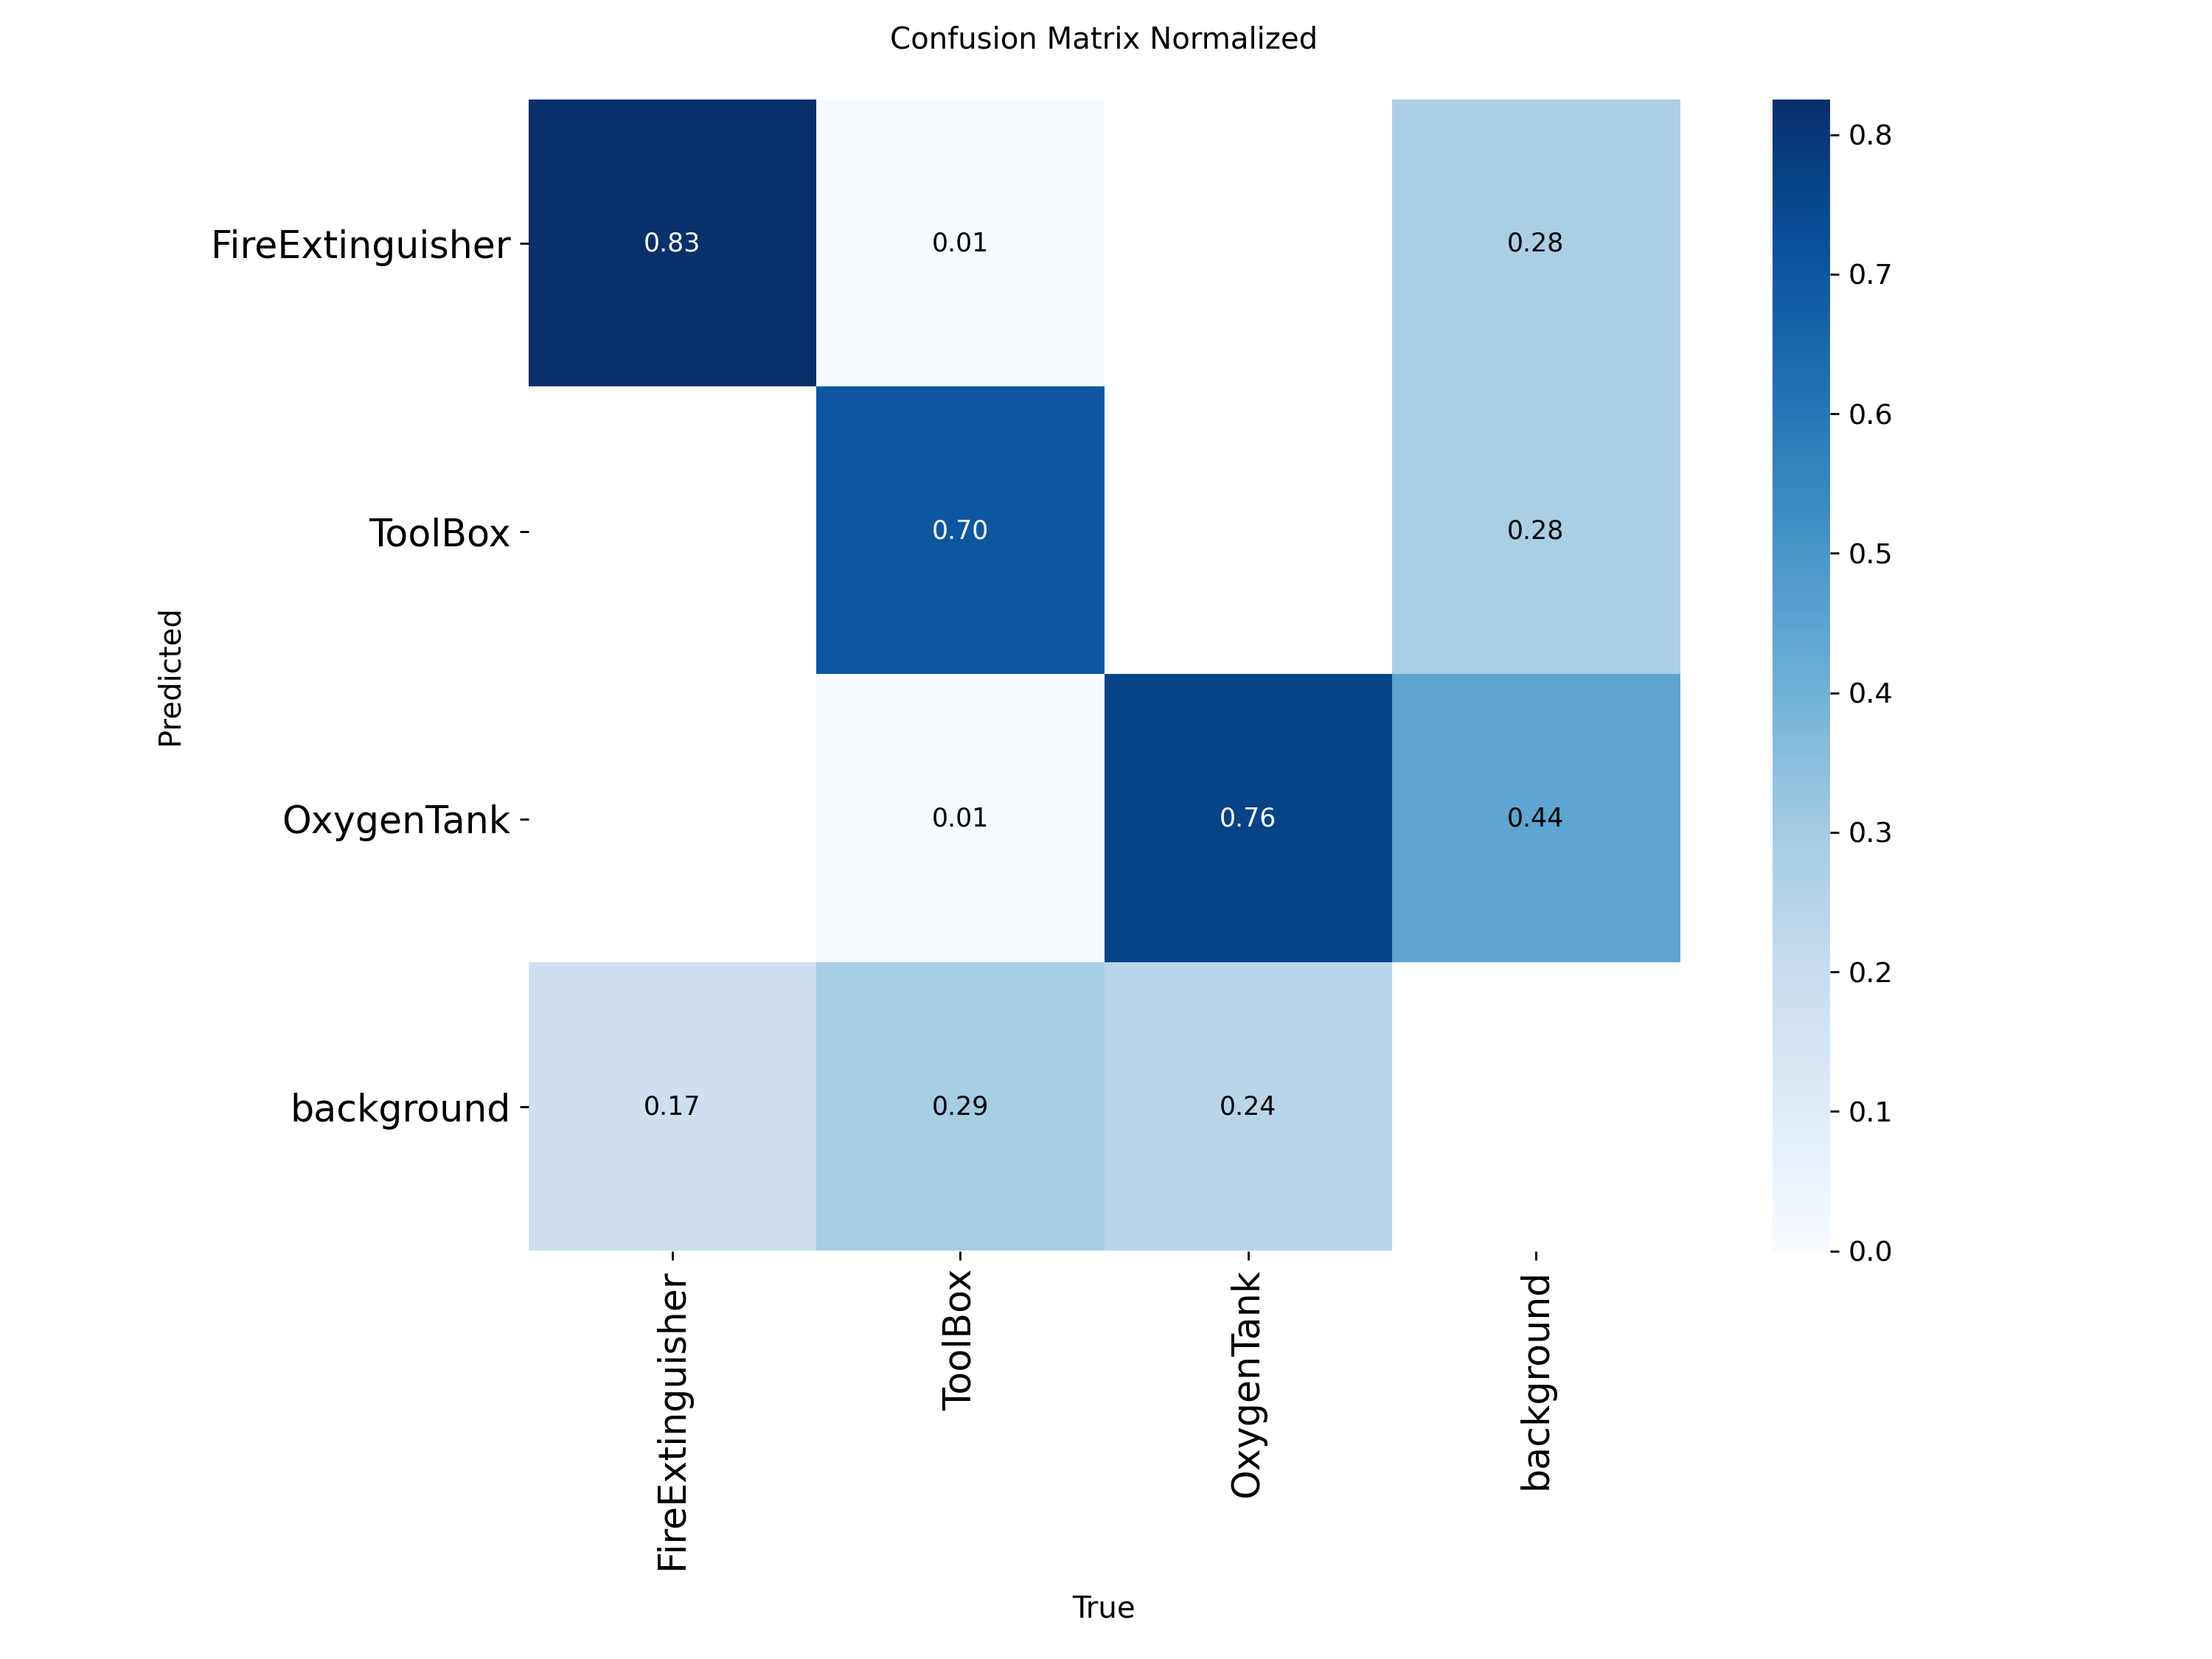 Confusion Matrix Normalized
FireExtinguisher 0.83 0.01 0.28
ToolBox 0.70 0.28
OxygenTank 0.01 0.76 0.44
background 0.17 0.29 0.24
FireExtinguisher ToolBox OxygenTank background
Predicted
True
0.8
0.7
0.6
0.5
0.4
0.3
0.2
0.1
0.0